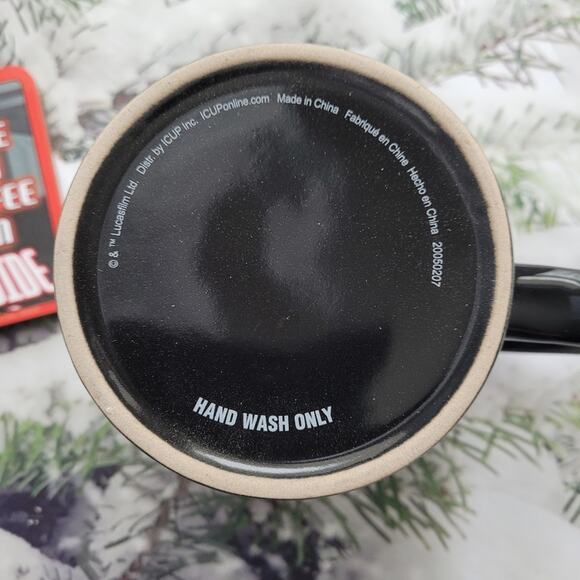 © & ™ Lucasfilm Ltd. Distr. by ICUP Inc. ICUPonline.com Made in China Fabriqué en Chine Hecho en China 20050207
HAND WASH ONLY